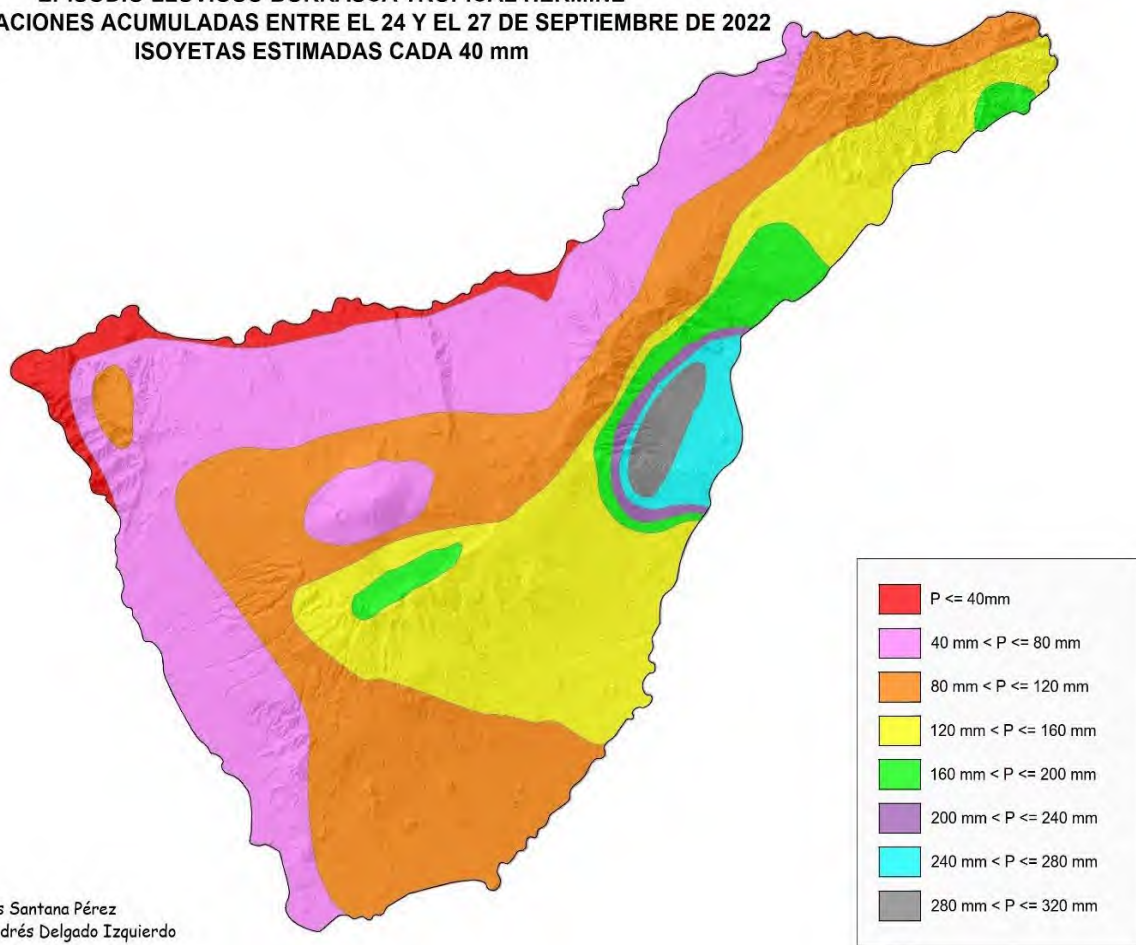 ACIONES ACUMULADAS ENTRE EL 24 Y EL 27 DE SEPTIEMBRE DE 2022
ISOYETAS ESTIMADAS CADA 40 mm
P <= 40mm
40 mm < P <= 80 mm
80 mm < P <= 120 mm
120 mm < P <= 160 mm
160 mm < P <= 200 mm
200 mm < P <= 240 mm
240 mm < P <= 280 mm
280 mm < P <= 320 mm
s Santana Pérez
drés Delgado Izquierdo